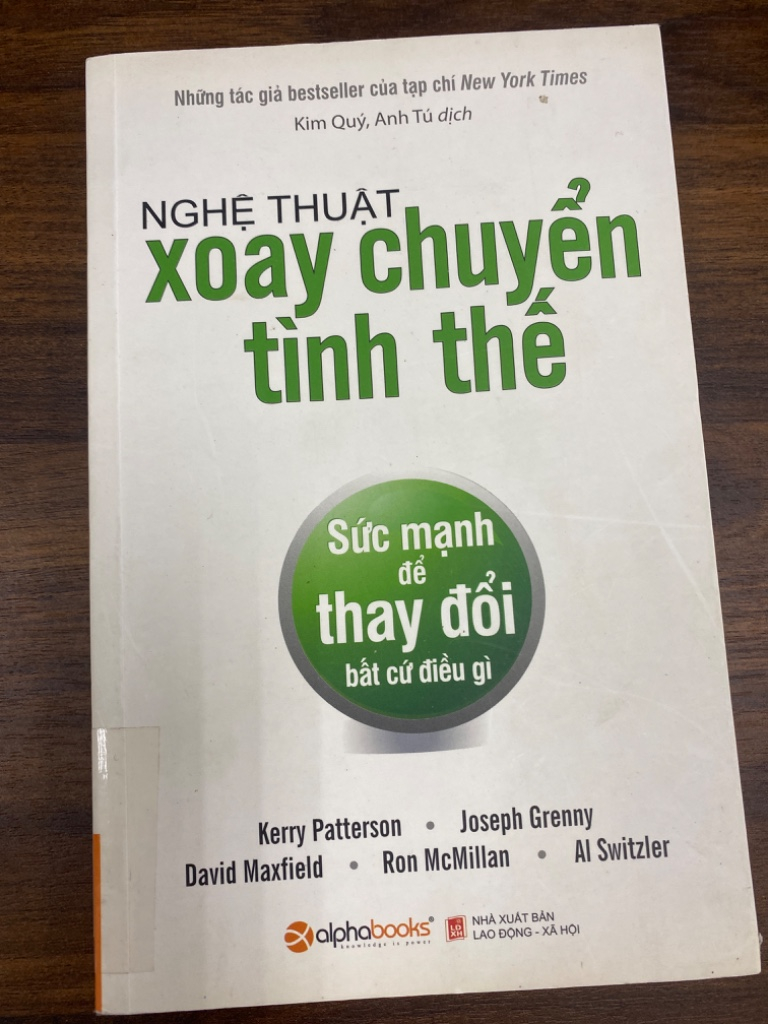 Những tác giả bestseller của tạp chí New York Times
Kim Quý, Anh Tú dịch
NGHỆ THUẬT
xoay chuyển
tình thế
Sức mạnh
để
thay đổi
bất cứ điều gì
Kerry Patterson • Joseph Grenny
David Maxfield • Ron McMillan • Al Switzler
alphabooks®
knowledge is power
LĐ
XH
NHÀ XUẤT BẢN
LAO ĐỘNG - XÃ HỘI